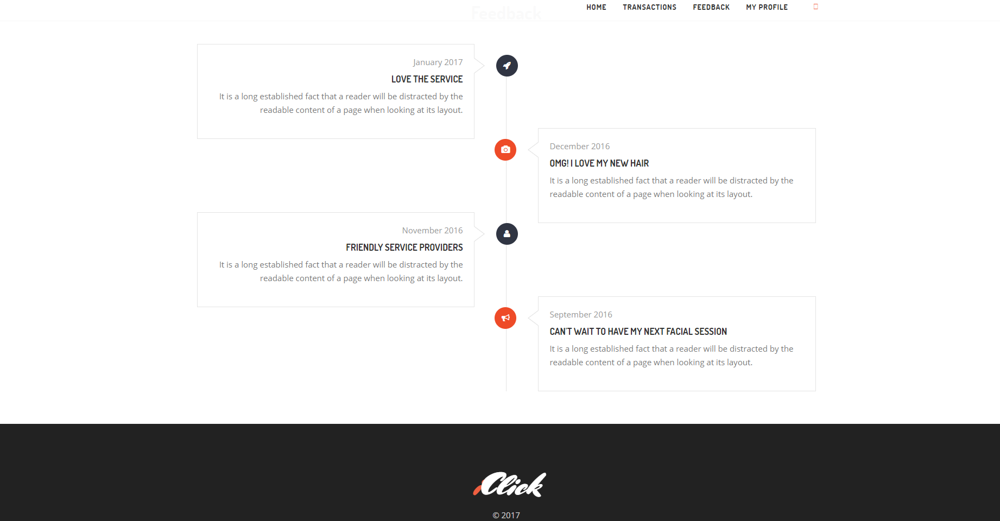 Feedback
HOME TRANSACTIONS FEEDBACK MY PROFILE
January 2017
LOVE THE SERVICE
It is a long established fact that a reader will be distracted by the
readable content of a page when looking at its layout.
December 2016
OMG! I LOVE MY NEW HAIR
It is a long established fact that a reader will be distracted by the
readable content of a page when looking at its layout.
November 2016
FRIENDLY SERVICE PROVIDERS
It is a long established fact that a reader will be distracted by the
readable content of a page when looking at its layout.
September 2016
CAN'T WAIT TO HAVE MY NEXT FACIAL SESSION
It is a long established fact that a reader will be distracted by the
readable content of a page when looking at its layout.
Click
© 2017